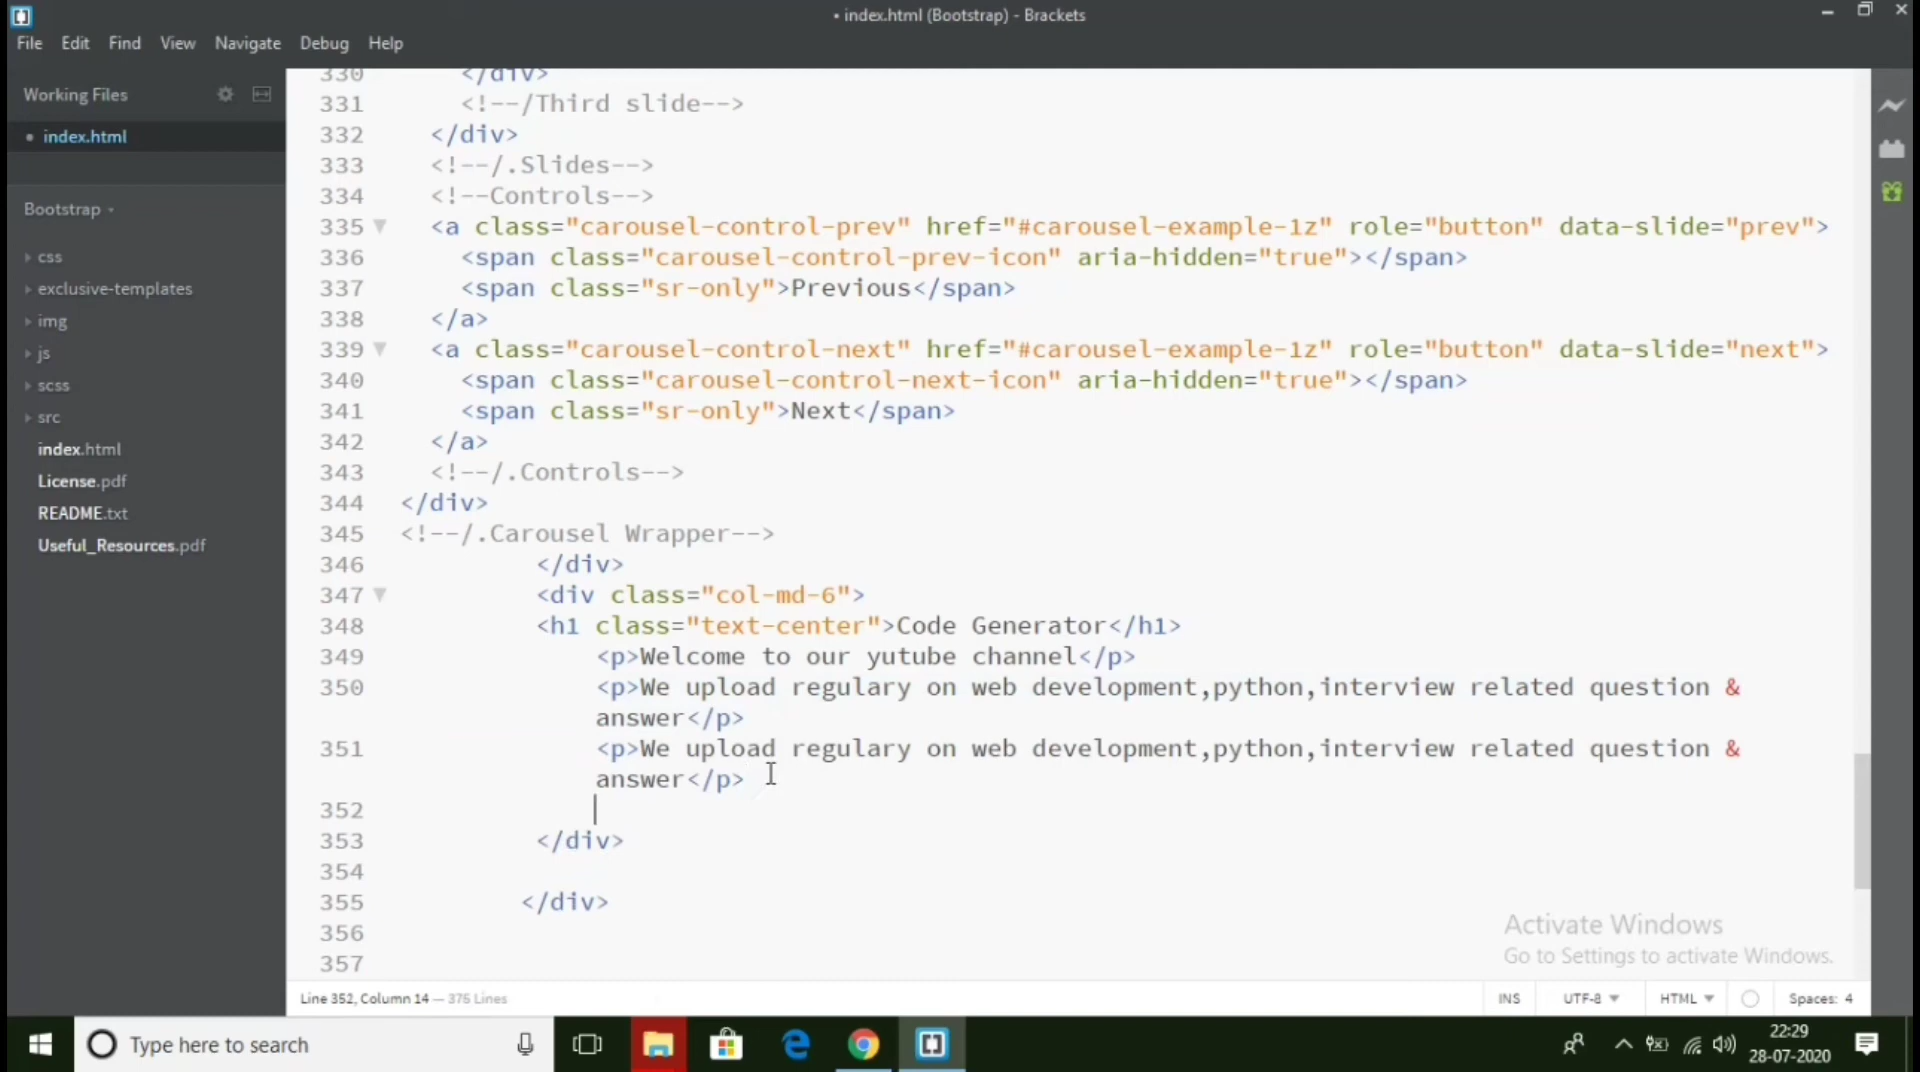 • index.html (Bootstrap) - Brackets
File Edit Find View Navigate Debug Help
Working Files
• index.html
Bootstrap
css
exclusive-templates
img
js
scss
src
index.html
License.pdf
README.txt
Useful_Resources.pdf
330 </div>
331 <!--/Third slide-->
332 </div>
333 <!--/.Slides-->
334 <!--Controls-->
335 <a class="carousel-control-prev" href="#carousel-example-1z" role="button" data-slide="prev">
336 <span class="carousel-control-prev-icon" aria-hidden="true"></span>
337 <span class="sr-only">Previous</span>
338 </a>
339 <a class="carousel-control-next" href="#carousel-example-1z" role="button" data-slide="next">
340 <span class="carousel-control-next-icon" aria-hidden="true"></span>
341 <span class="sr-only">Next</span>
342 </a>
343 <!--/.Controls-->
344 </div>
345 <!--/.Carousel Wrapper-->
346 </div>
347 <div class="col-md-6">
348 <h1 class="text-center">Code Generator</h1>
349 <p>Welcome to our yutube channel</p>
350 <p>We upload regulary on web development,python,interview related question &
answer</p>
351 <p>We upload regulary on web development,python,interview related question &
answer</p>
352
353 </div>
354
355 </div>
356
357
Activate Windows
Go to Settings to activate Windows.
Line 352, Column 14 — 375 Lines
INS UTF-8 HTML Spaces: 4
Type here to search
22:29
28-07-2020